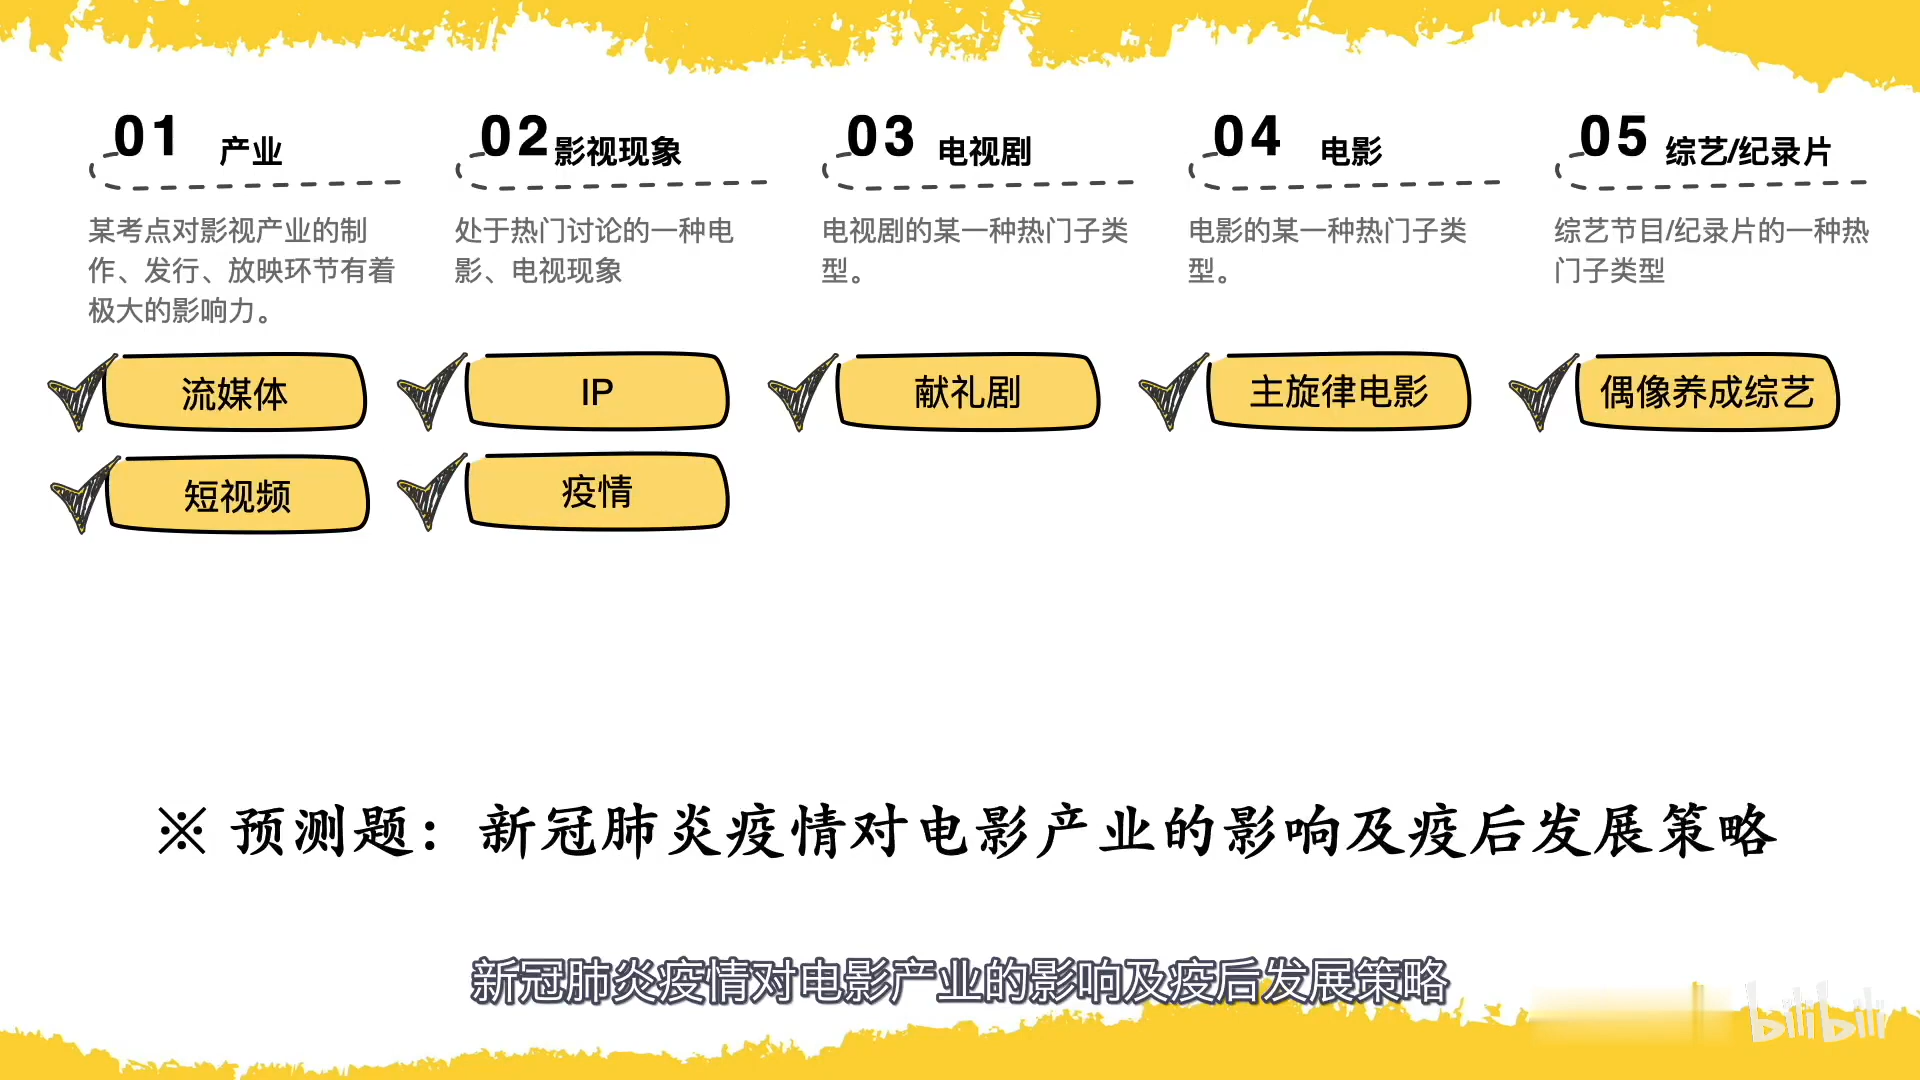 01 产业
某考点对影视产业的制
作、发行、放映环节有着
极大的影响力。
流媒体
短视频
02 影视现象
处于热门讨论的一种电
影、电视现象
IP
疫情
03 电视剧
电视剧的某一种热门子类
型。
献礼剧
04 电影
电影的某一种热门子类
型。
主旋律电影
05 综艺/纪录片
综艺节目/纪录片的一种热
门子类型
偶像养成综艺
※ 预测题：新冠肺炎疫情对电影产业的影响及疫后发展策略
新冠肺炎疫情对电影产业的影响及疫后发展策略
bilibili